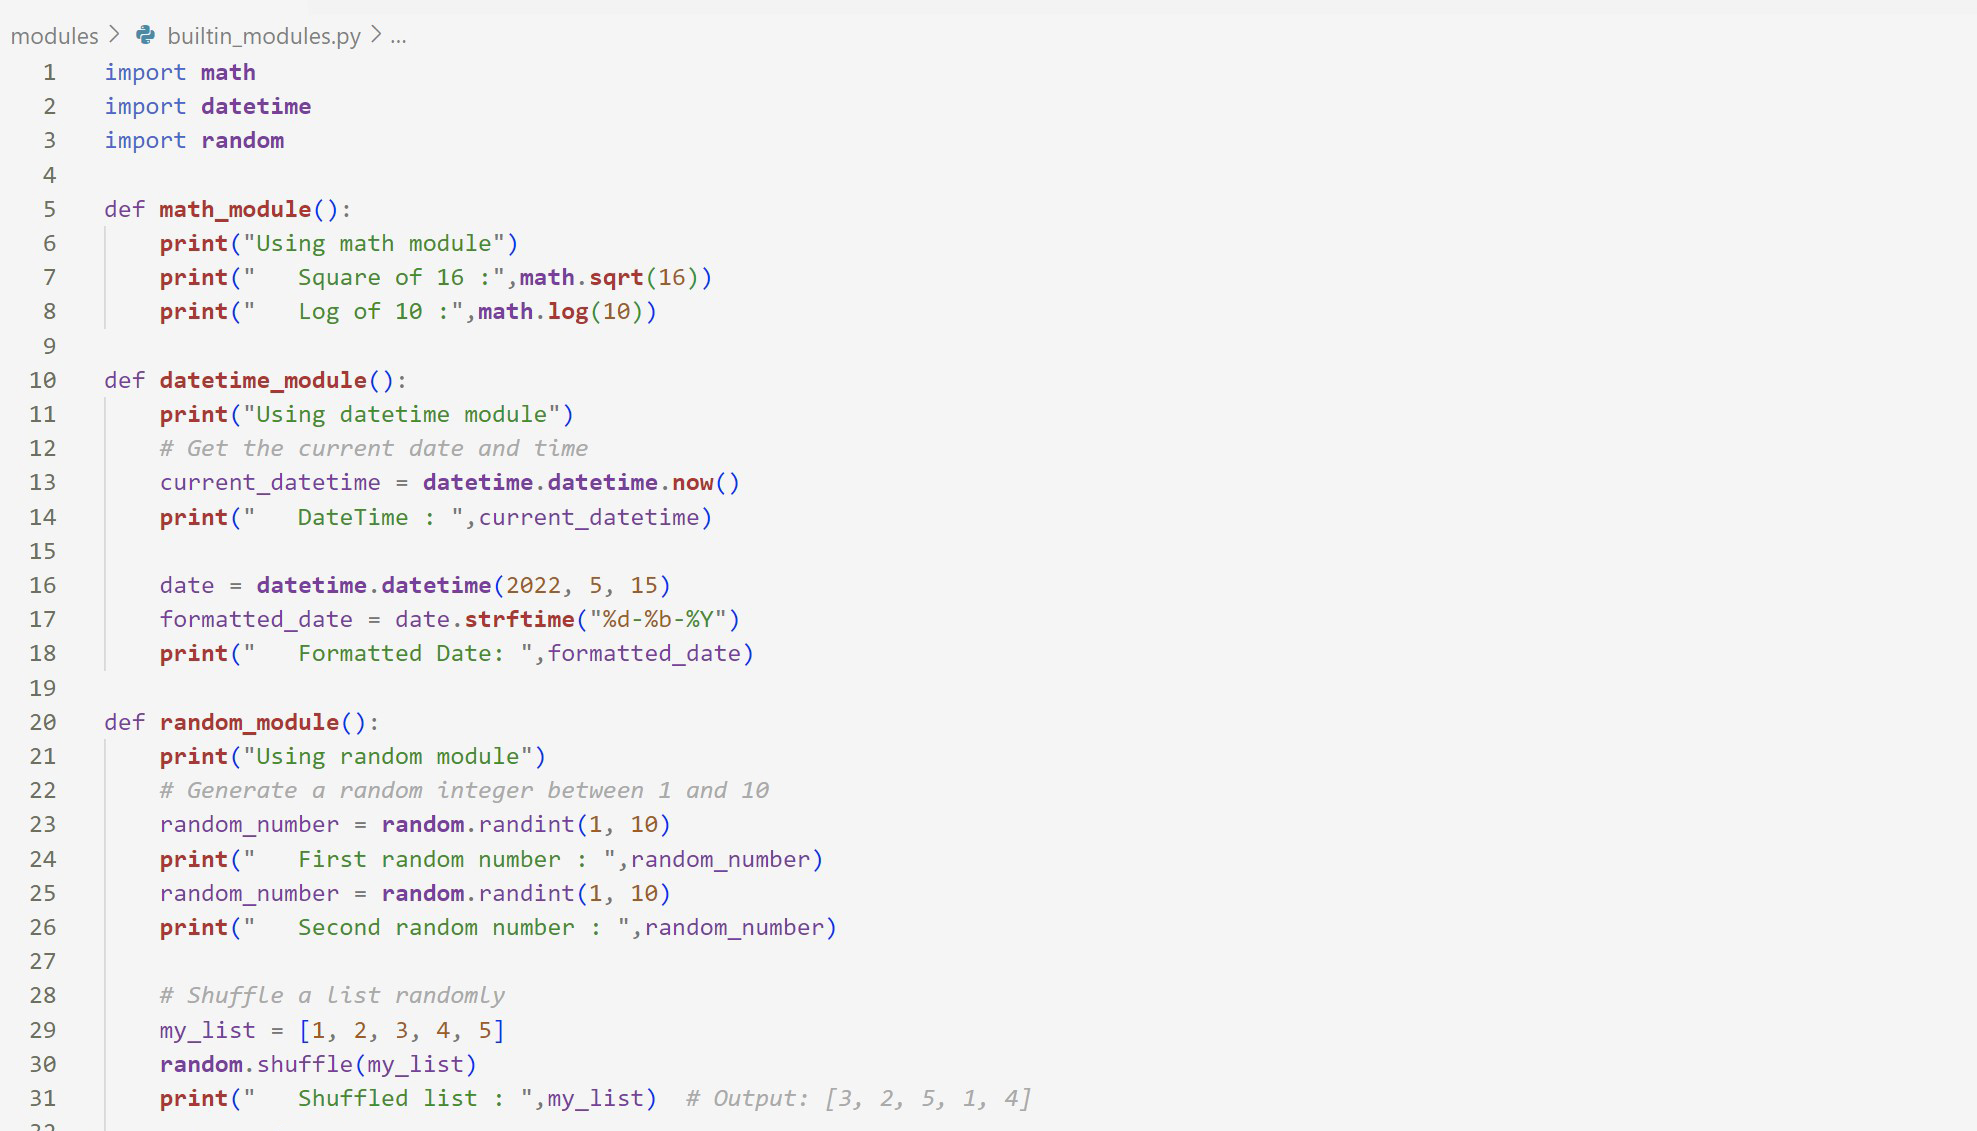 modules > builtin_modules.py > ...
1 import math
2 import datetime
3 import random
4
5 def math_module():
6     print("Using math module")
7     print("   Square of 16 :",math.sqrt(16))
8     print("   Log of 10 :",math.log(10))
9
10 def datetime_module():
11     print("Using datetime module")
12     # Get the current date and time
13     current_datetime = datetime.datetime.now()
14     print("   DateTime : ",current_datetime)
15
16     date = datetime.datetime(2022, 5, 15)
17     formatted_date = date.strftime("%d-%b-%Y")
18     print("   Formatted Date: ",formatted_date)
19
20 def random_module():
21     print("Using random module")
22     # Generate a random integer between 1 and 10
23     random_number = random.randint(1, 10)
24     print("   First random number : ",random_number)
25     random_number = random.randint(1, 10)
26     print("   Second random number : ",random_number)
27
28     # Shuffle a list randomly
29     my_list = [1, 2, 3, 4, 5]
30     random.shuffle(my_list)
31     print("   Shuffled list : ",my_list)  # Output: [3, 2, 5, 1, 4]
32